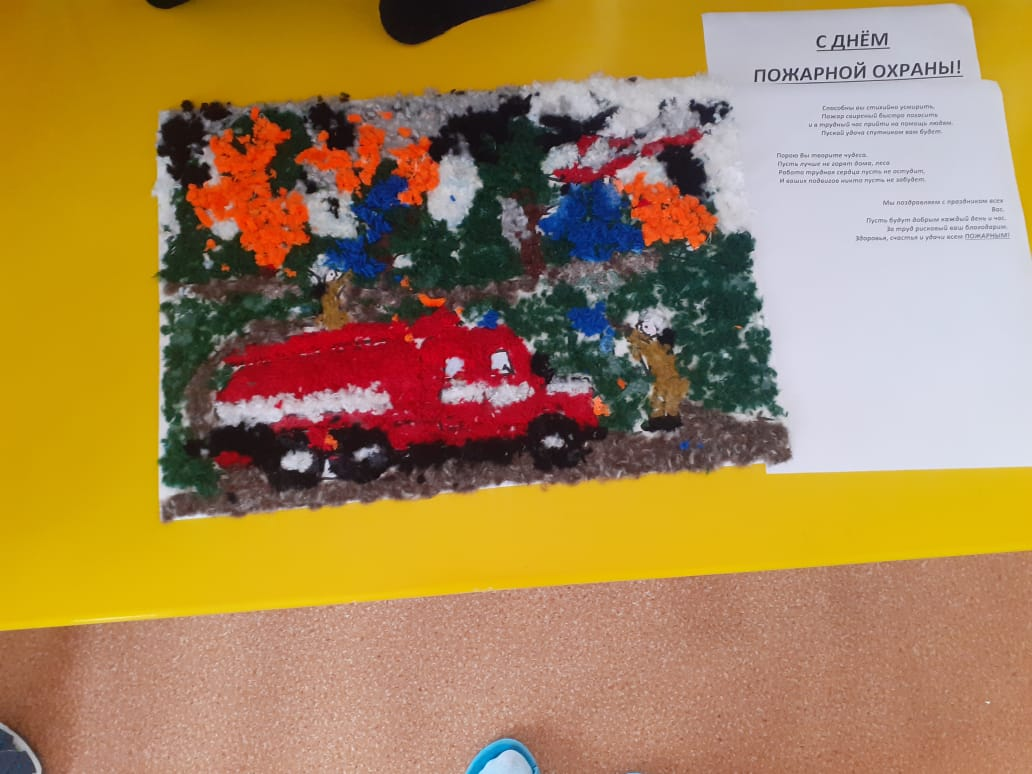 С ДНЁМ
ПОЖАРНОЙ ОХРАНЫ!
Способны вы стихийно усмирить,
Пожар свирепый быстро погасить
и в трудный час прийти на помощь людям.
Пускай удача спутником вам будет.
Порою Вы творите чудеса.
Пусть лучше не горят дома, леса
Работа трудная сердца пусть не остудит,
И ваших подвигов никто пусть не забудет.
Мы поздравляем с праздником всех
Вас.
Пусть будут добрым каждый день и час.
За труд рисковый вам благодарим.
Здоровья, счастья и удачи всем ПОЖАРНЫМ!